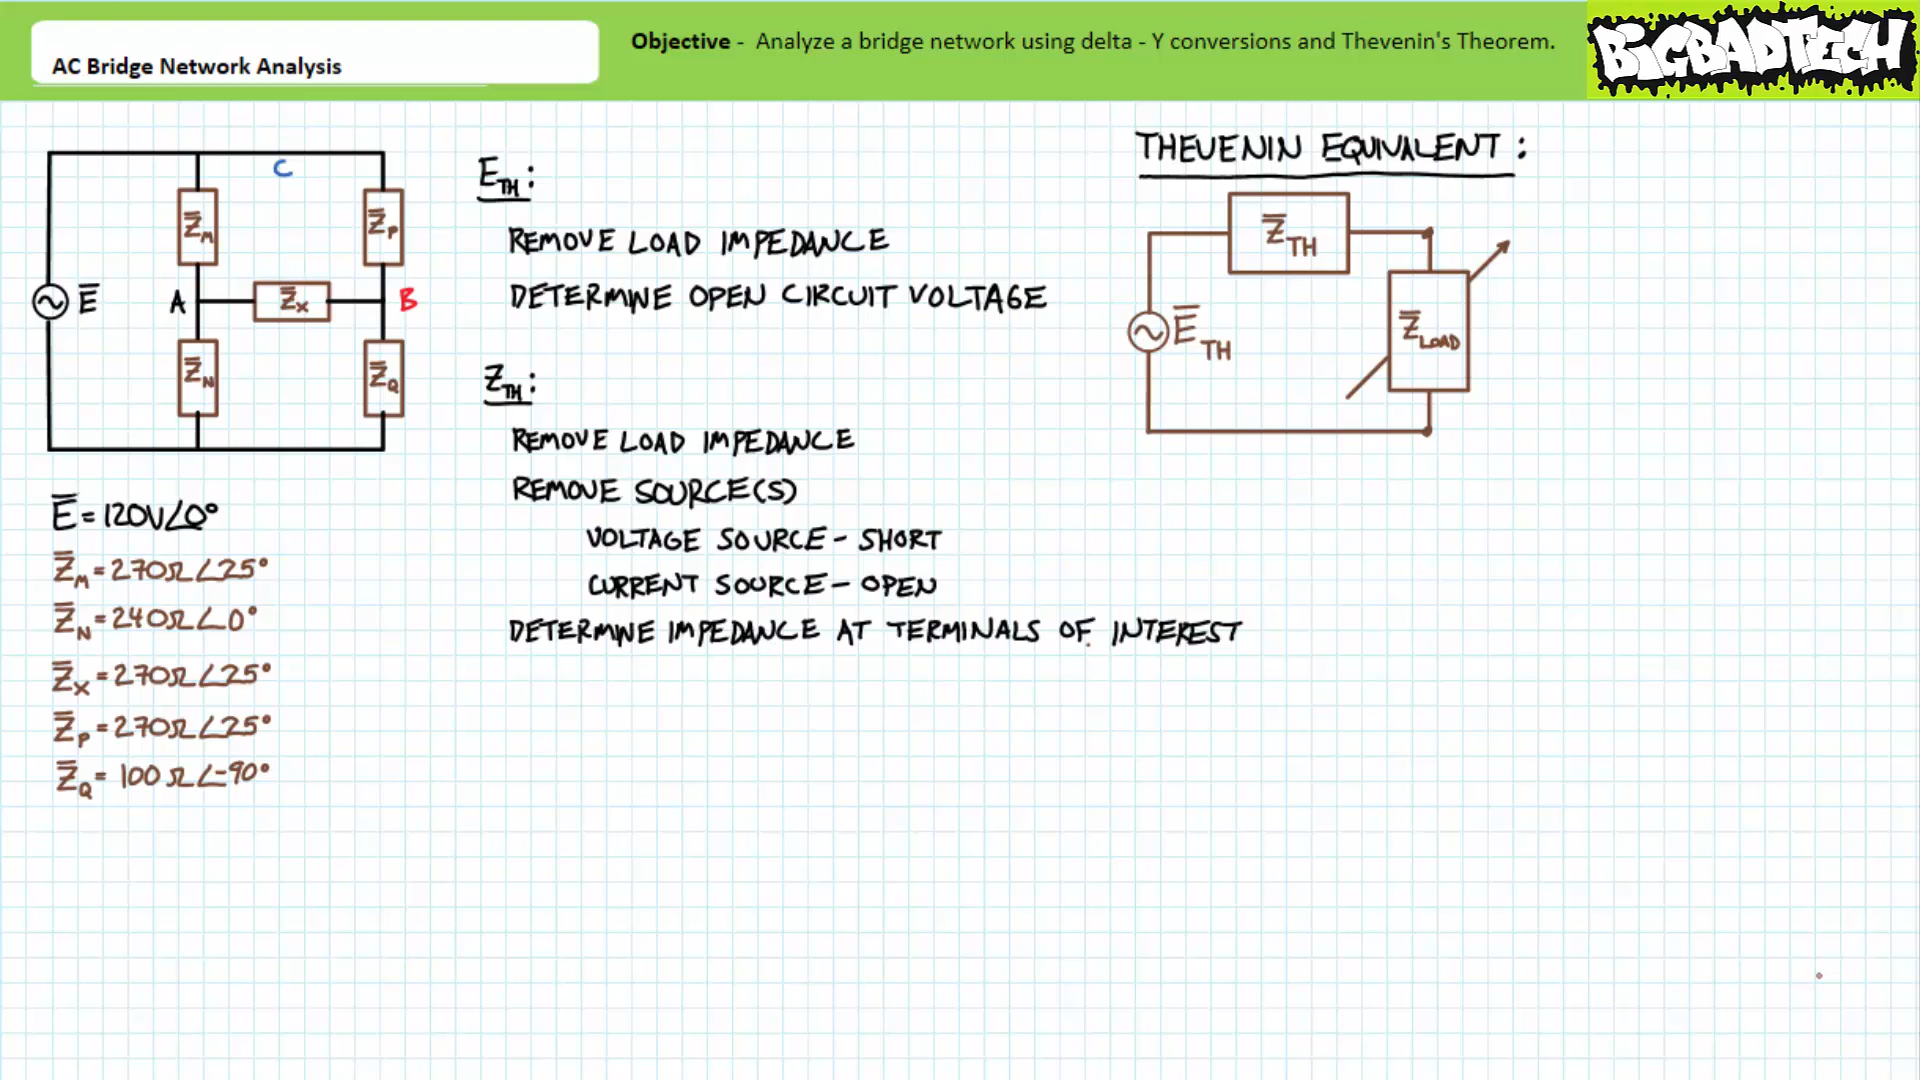 AC Bridge Network Analysis
Objective - Analyze a bridge network using delta - Y conversions and Thevenin's Theorem.
BIGBADTECH
C
Z̅M
Z̅P
E̅
A
Z̅X
B
Z̅N
Z̅Q
E̅ = 120V∠0°
Z̅M = 270Ω∠25°
Z̅N = 240Ω∠0°
Z̅X = 270Ω∠25°
Z̅P = 270Ω∠25°
Z̅Q = 100Ω∠-90°
ETH:
REMOVE LOAD IMPEDANCE
DETERMINE OPEN CIRCUIT VOLTAGE
ZTH:
REMOVE LOAD IMPEDANCE
REMOVE SOURCE(S)
VOLTAGE SOURCE - SHORT
CURRENT SOURCE - OPEN
DETERMINE IMPEDANCE AT TERMINALS OF INTEREST
THEVENIN EQUIVALENT:
Z̅TH
E̅TH
Z̅LOAD